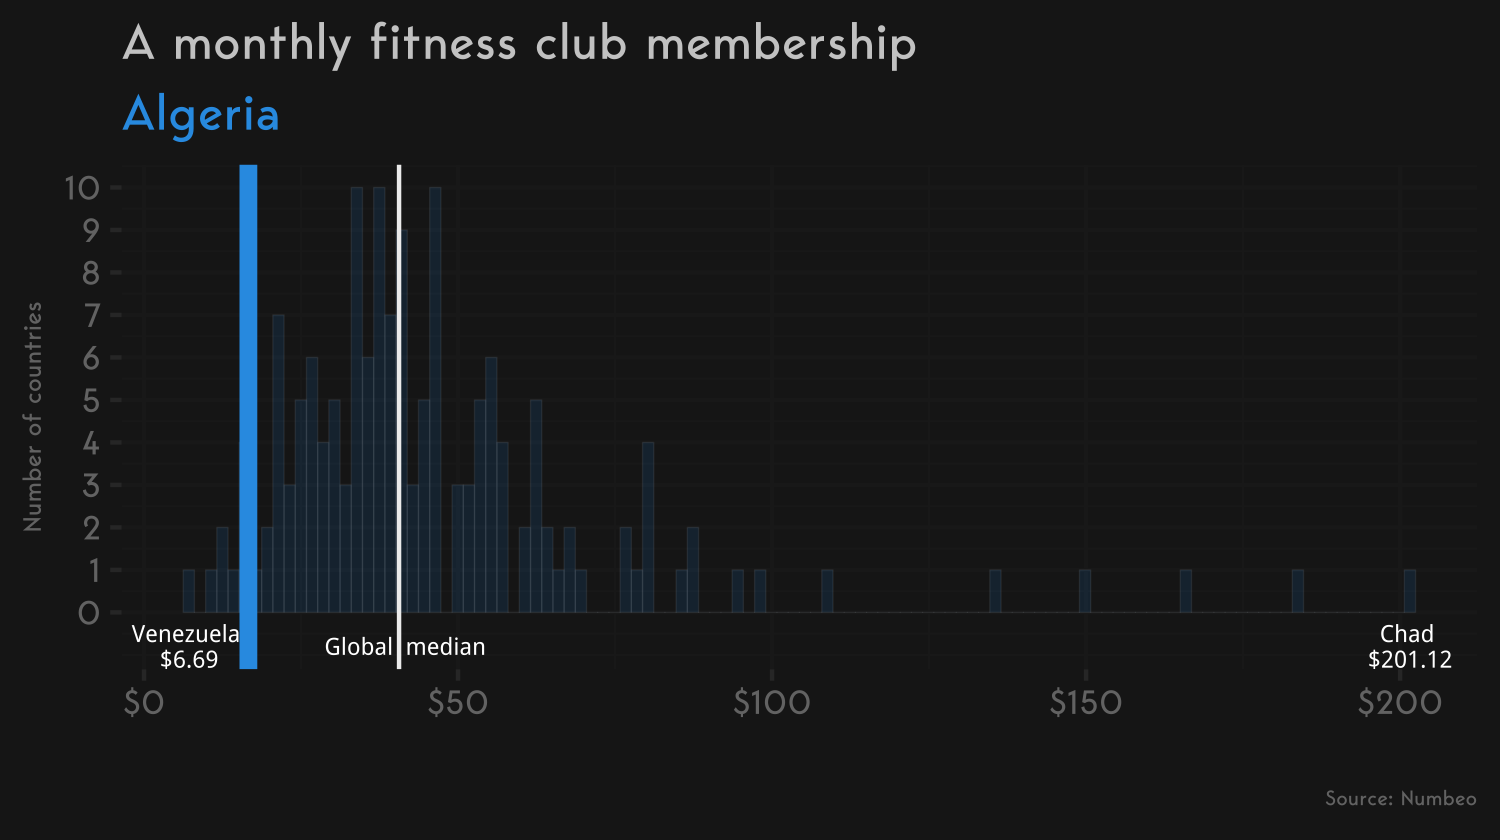 A monthly fitness club membership
Algeria
Number of countries
10
9
8
7
6
5
4
3
2
1
0
Venezuela
$6.69
Global median
Chad
$201.12
$0 $50 $100 $150 $200
Source: Numbeo